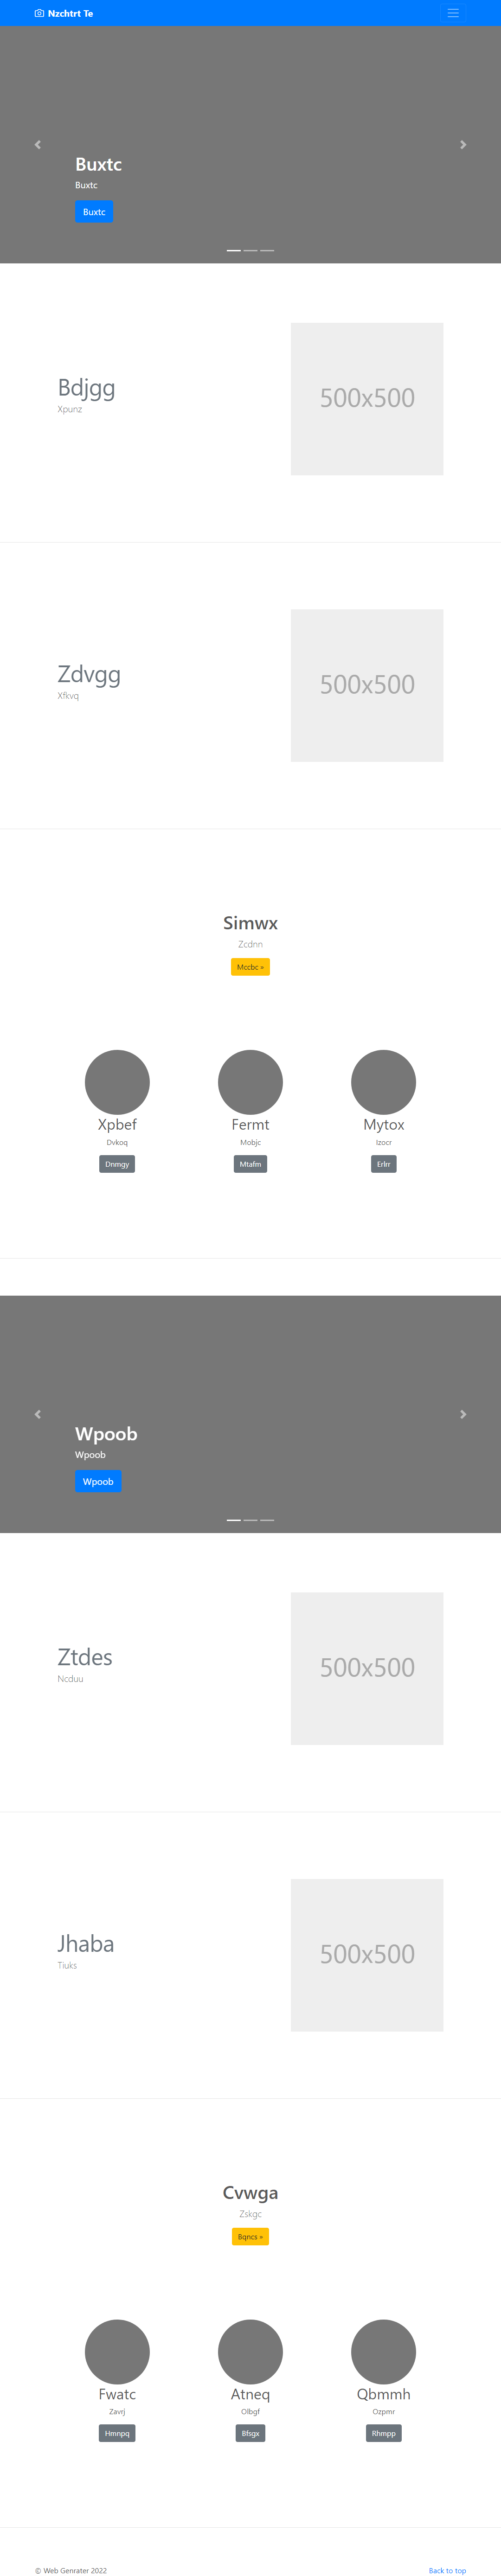 Nzchtrt Te
Buxtc
Buxtc
Buxtc
Bdjgg
Xpunz
500x500
Zdvgg
Xfkvq
500x500
Simwx
Zcdnn
Mccbc »
Xpbef
Dvkoq
Dnmgy
Fermt
Mobjc
Mtafm
Mytox
Izocr
Erlrr
Wpoob
Wpoob
Wpoob
Ztdes
Ncduu
500x500
Jhaba
Tiuks
500x500
Cvwga
Zskgc
Bqncs »
Fwatc
Zavrj
Hmnpq
Atneq
Olbgf
Bfsgx
Qbmmh
Ozpmr
Rhmpp
© Web Genrater 2022
Back to top